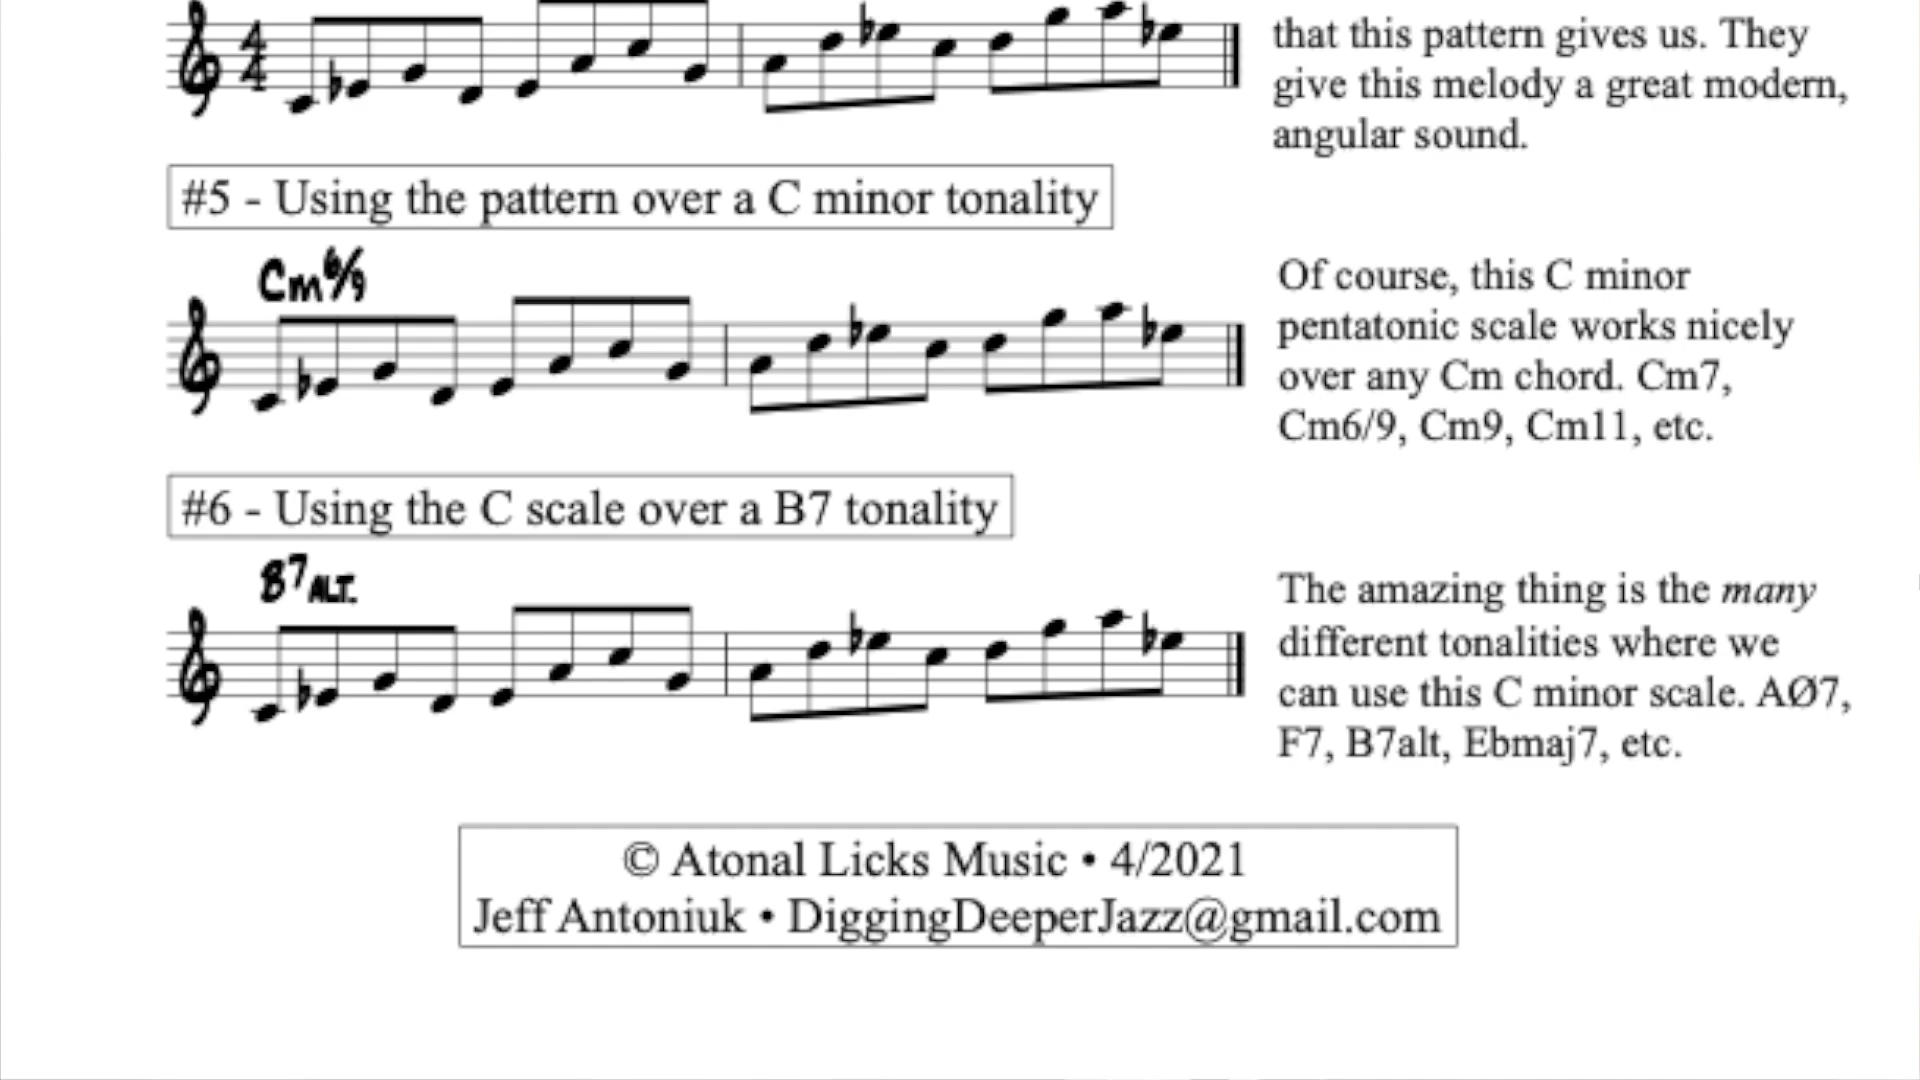 that this pattern gives us. They
give this melody a great modern,
angular sound.
#5 - Using the pattern over a C minor tonality
Cm6/9
Of course, this C minor
pentatonic scale works nicely
over any Cm chord. Cm7,
Cm6/9, Cm9, Cm11, etc.
#6 - Using the C scale over a B7 tonality
B7ALT.
The amazing thing is the many
different tonalities where we
can use this C minor scale. AØ7,
F7, B7alt, Ebmaj7, etc.
© Atonal Licks Music • 4/2021
Jeff Antoniuk • DiggingDeeperJazz@gmail.com